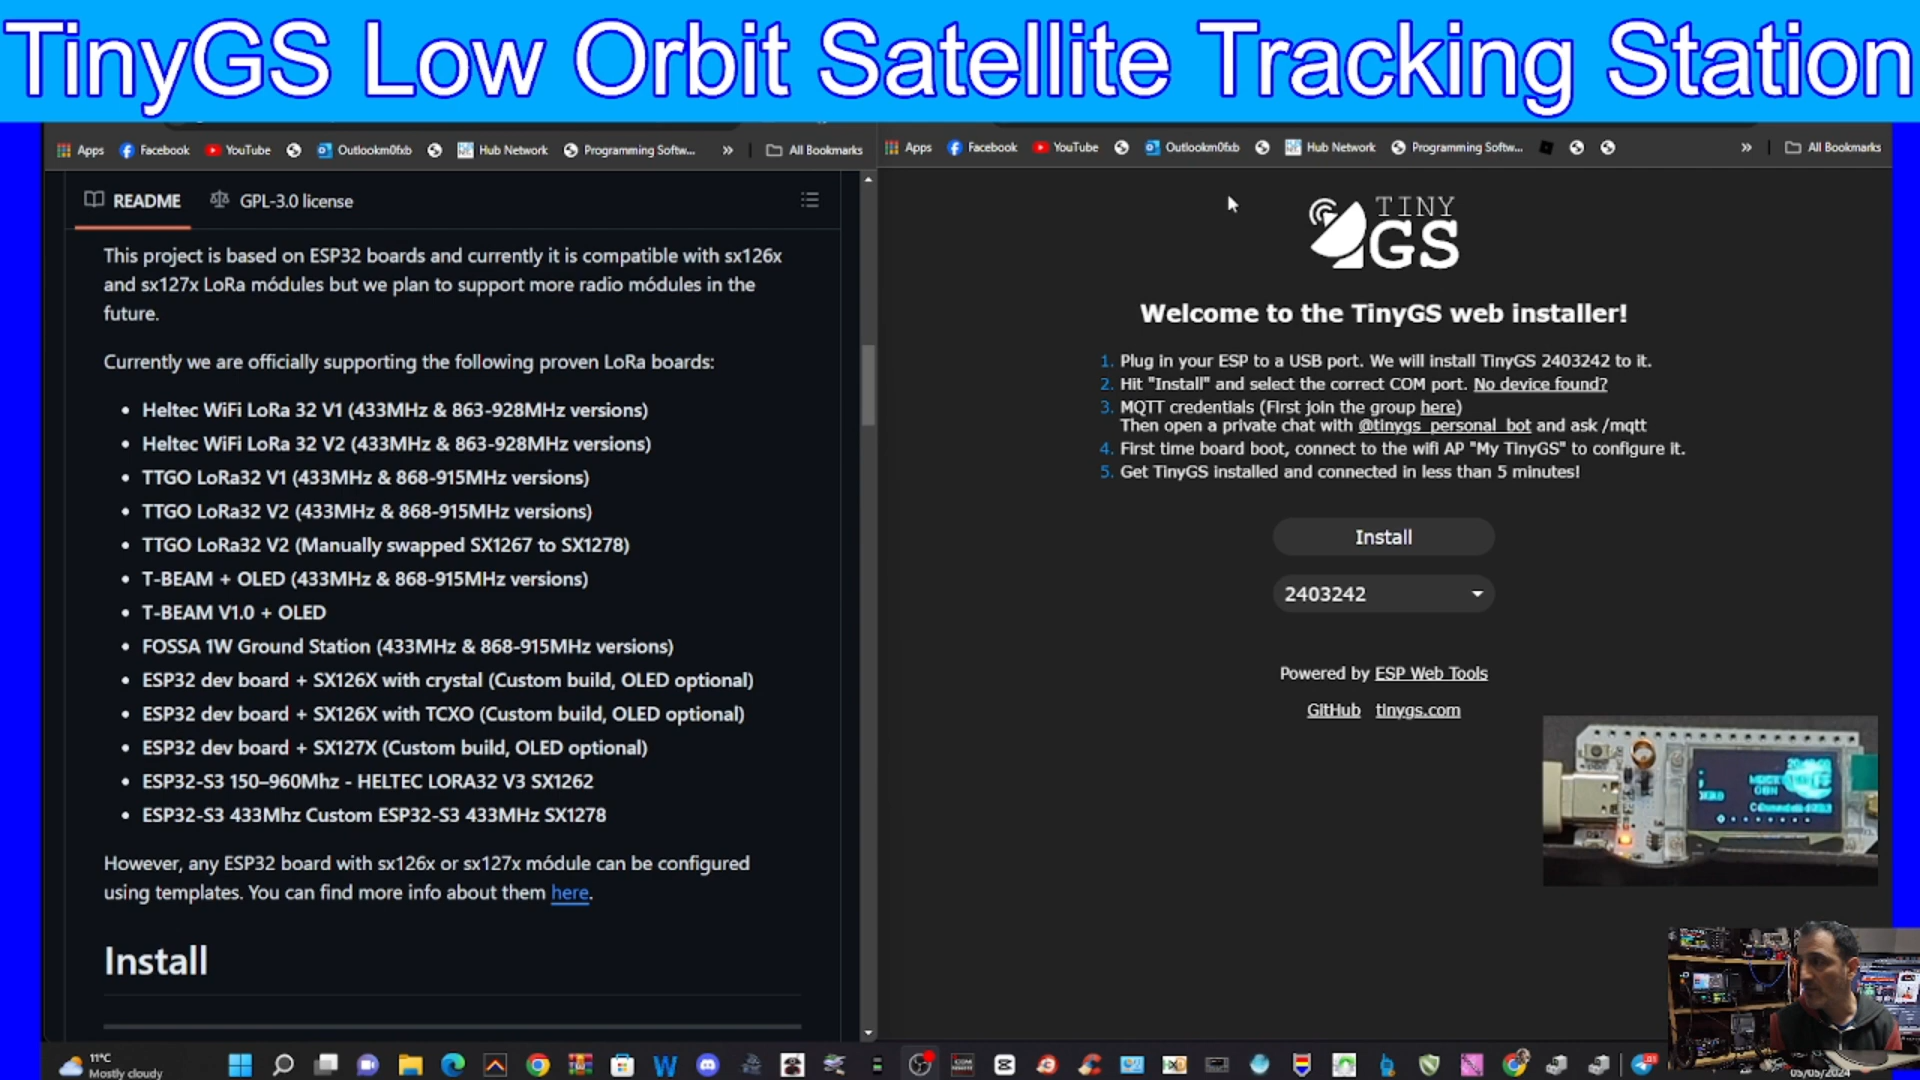 TinyGS Low Orbit Satellite Tracking Station
Apps Facebook YouTube Outlookm0fxb Hub Network Programming Softw... » All Bookmarks
Apps Facebook YouTube Outlookm0fxb Hub Network Programming Softw... » All Bookmarks
README GPL-3.0 license
This project is based on ESP32 boards and currently it is compatible with sx126x
and sx127x LoRa módules but we plan to support more radio módules in the
future.
Currently we are officially supporting the following proven LoRa boards:
• Heltec WiFi LoRa 32 V1 (433MHz & 863-928MHz versions)
• Heltec WiFi LoRa 32 V2 (433MHz & 863-928MHz versions)
• TTGO LoRa32 V1 (433MHz & 868-915MHz versions)
• TTGO LoRa32 V2 (433MHz & 868-915MHz versions)
• TTGO LoRa32 V2 (Manually swapped SX1267 to SX1278)
• T-BEAM + OLED (433MHz & 868-915MHz versions)
• T-BEAM V1.0 + OLED
• FOSSA 1W Ground Station (433MHz & 868-915MHz versions)
• ESP32 dev board + SX126X with crystal (Custom build, OLED optional)
• ESP32 dev board + SX126X with TCXO (Custom build, OLED optional)
• ESP32 dev board + SX127X (Custom build, OLED optional)
• ESP32-S3 150–960Mhz - HELTEC LORA32 V3 SX1262
• ESP32-S3 433Mhz Custom ESP32-S3 433MHz SX1278
However, any ESP32 board with sx126x or sx127x módule can be configured
using templates. You can find more info about them here.
Install
TINY
GS
Welcome to the TinyGS web installer!
1. Plug in your ESP to a USB port. We will install TinyGS 2403242 to it.
2. Hit "Install" and select the correct COM port. No device found?
3. MQTT credentials (First join the group here)
Then open a private chat with @tinygs_personal_bot and ask /mqtt
4. First time board boot, connect to the wifi AP "My TinyGS" to configure it.
5. Get TinyGS installed and connected in less than 5 minutes!
Install
2403242
Powered by ESP Web Tools
GitHub tinygs.com
11°C
Mostly cloudy
05/05/2024